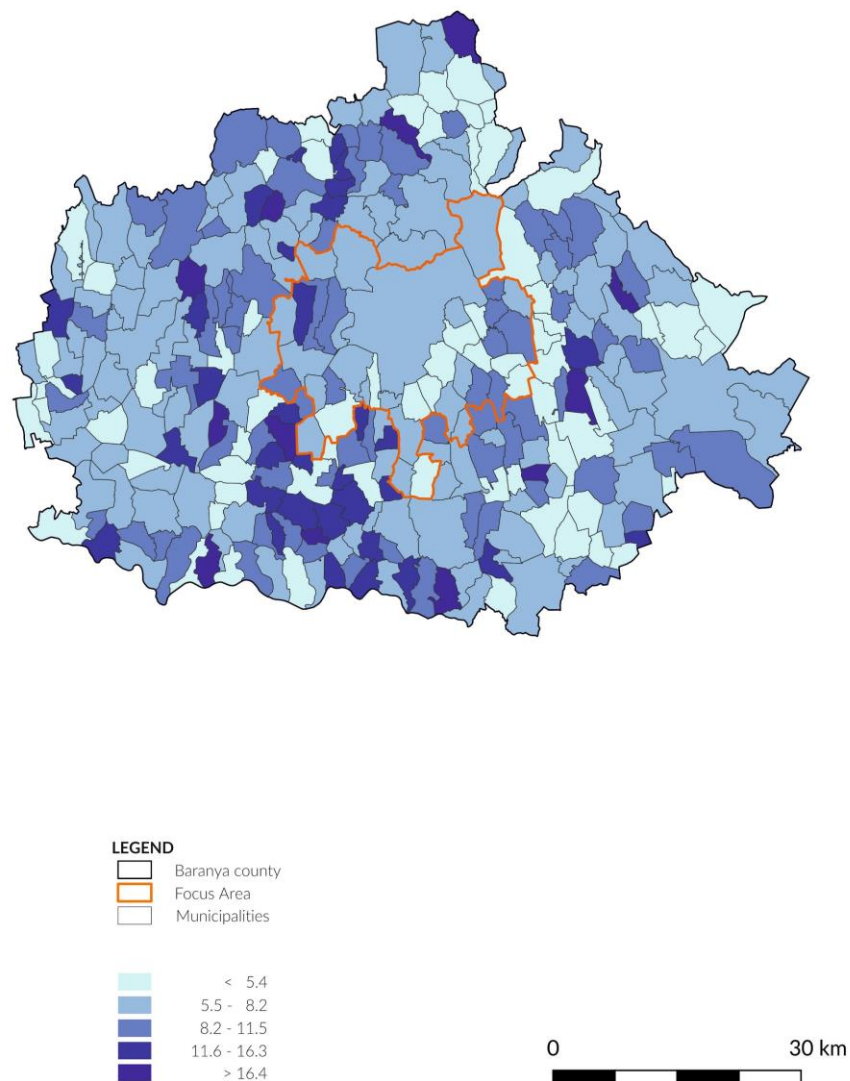 LEGEND
Baranya county
Focus Area
Municipalities
< 5.4
5.5 - 8.2
8.2 - 11.5
11.6 - 16.3
> 16.4
0 30 km